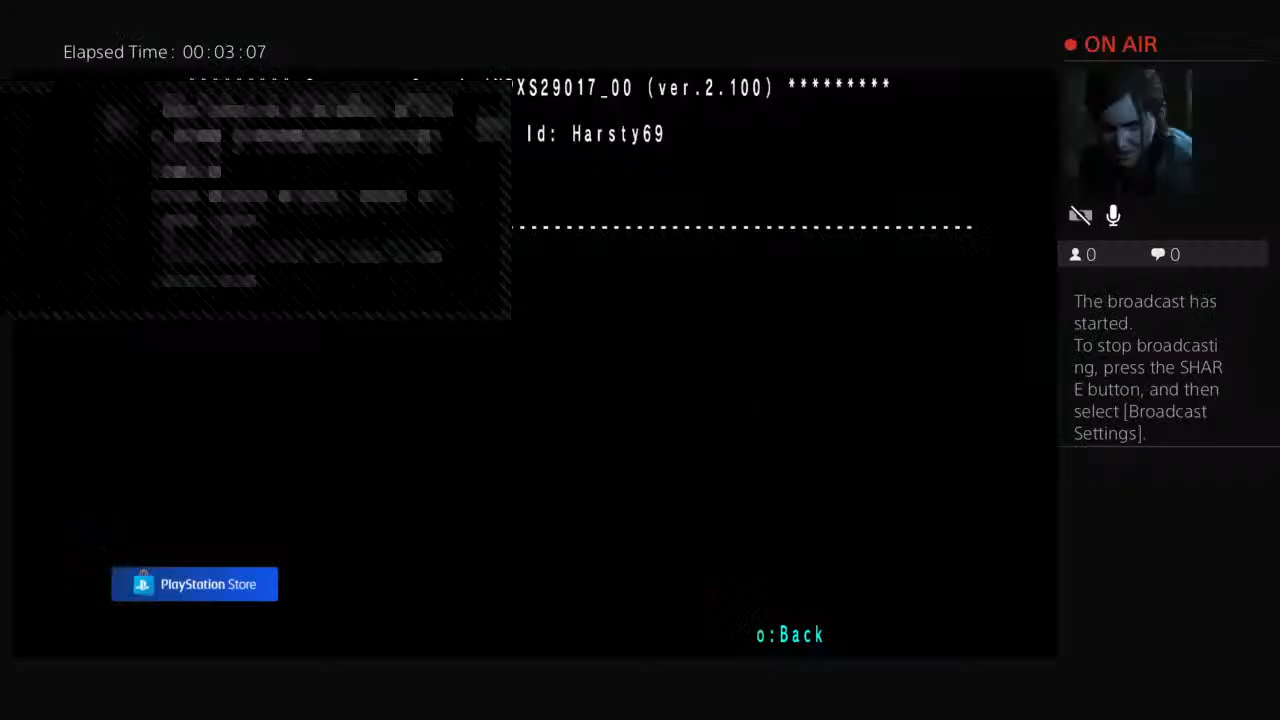 Elapsed Time: 00:03:07
ON AIR
XS29017_00 (ver.2.100) *********
Id: Harsty69
0 0
The broadcast has
started.
To stop broadcasti
ng, press the SHAR
E button, and then
select [Broadcast
Settings].
PlayStation Store
o:Back